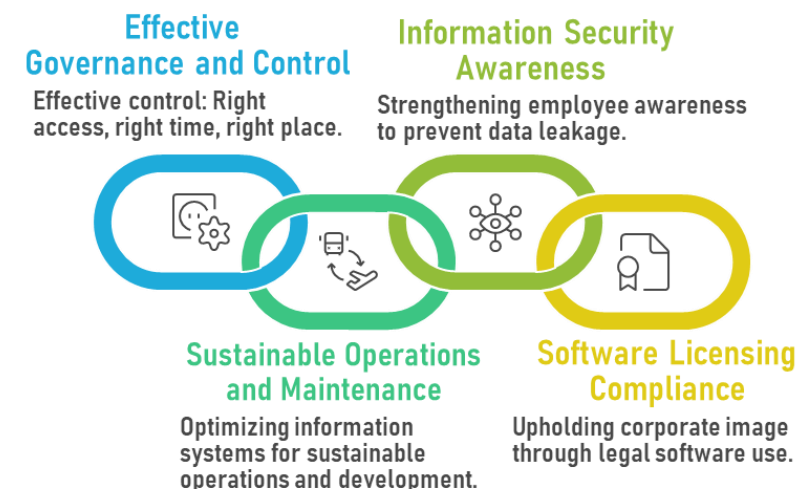 Effective
Governance and Control
Effective control: Right
access, right time, right place.
Information Security
Awareness
Strengthening employee awareness
to prevent data leakage.
Sustainable Operations
and Maintenance
Optimizing information
systems for sustainable
operations and development.
Software Licensing
Compliance
Upholding corporate image
through legal software use.